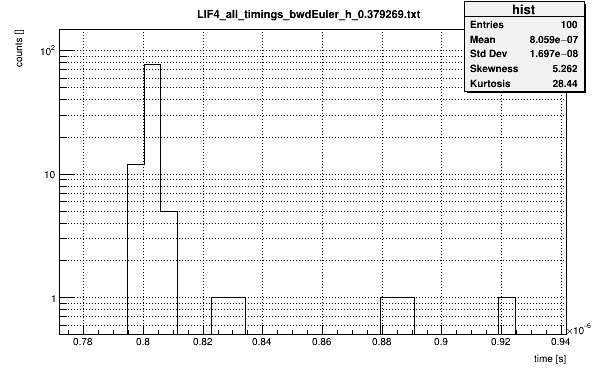 LIF4_all_timings_bwdEuler_h_0.379269.txt
hist
Entries 100
Mean 8.059e−07
Std Dev 1.697e−08
Skewness 5.262
Kurtosis 28.44
counts []
10²
10
1
0.78 0.8 0.82 0.84 0.86 0.88 0.9 0.92 0.94
×10⁻⁶
time [s]